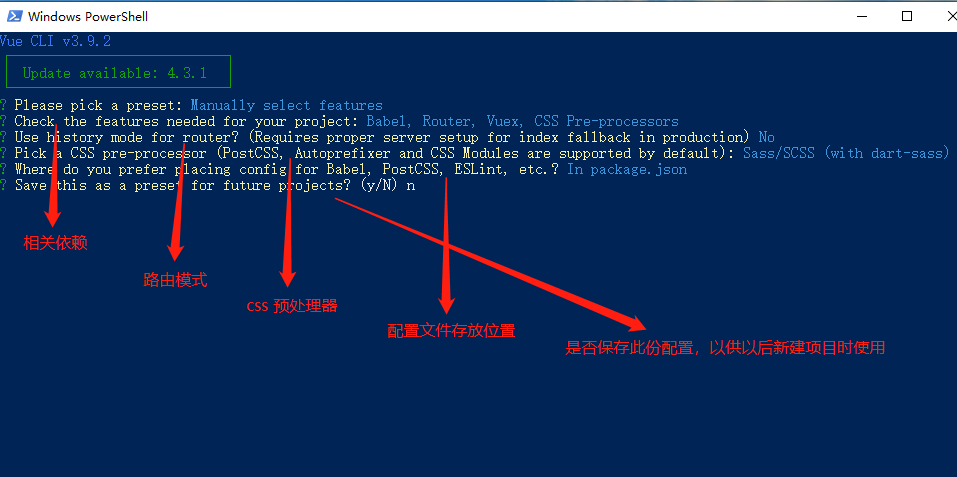 Windows PowerShell
Vue CLI v3.9.2
Update available: 4.3.1
? Please pick a preset: Manually select features
? Check the features needed for your project: Babel, Router, Vuex, CSS Pre-processors
? Use history mode for router? (Requires proper server setup for index fallback in production) No
? Pick a CSS pre-processor (PostCSS, Autoprefixer and CSS Modules are supported by default): Sass/SCSS (with dart-sass)
? Where do you prefer placing config for Babel, PostCSS, ESLint, etc.? In package.json
? Save this as a preset for future projects? (y/N) n
相关依赖
路由模式
css 预处理器
配置文件存放位置
是否保存此份配置，以供以后新建项目时使用